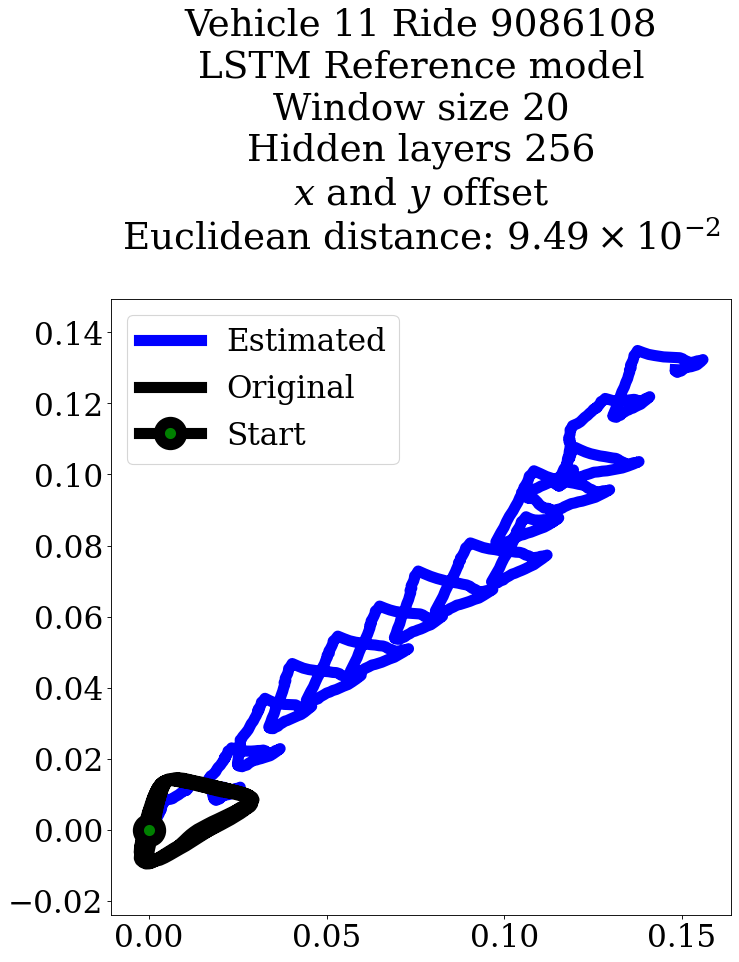 Vehicle 11 Ride 9086108
LSTM Reference model
Window size 20
Hidden layers 256
x and y offset
Euclidean distance: 9.49 × 10⁻²
Estimated
Original
Start
0.14
0.12
0.10
0.08
0.06
0.04
0.02
0.00
−0.02
0.00 0.05 0.10 0.15